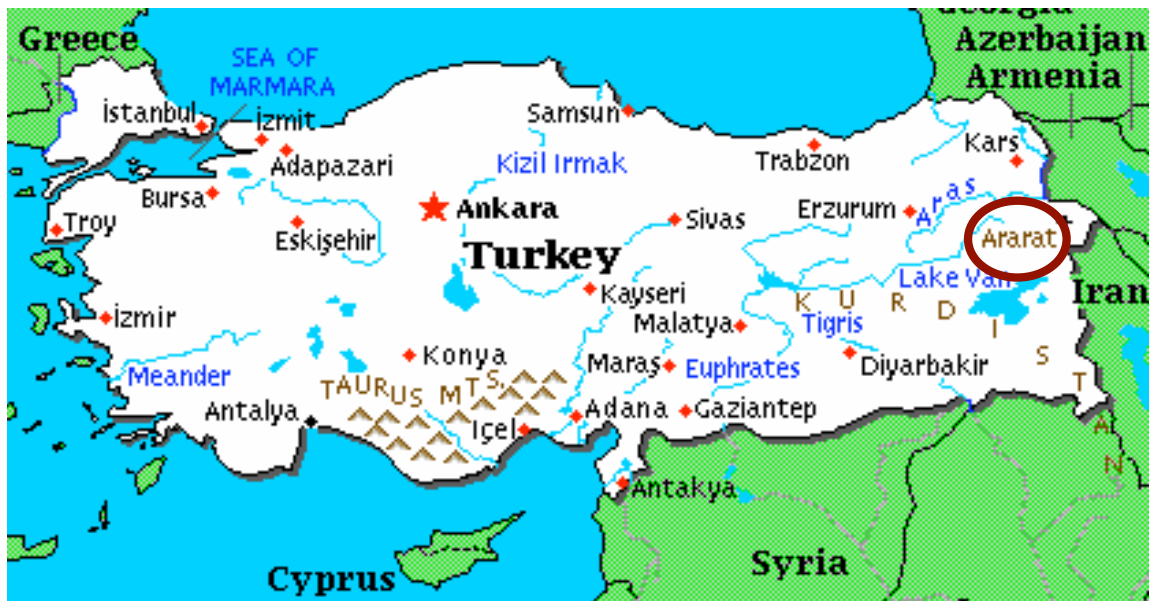 Georgia
Greece
Azerbaijan
SEA OF
MARMARA
Armenia
İstanbul
İzmit
Samsun
Adapazari
Kizil Irmak
Trabzon
Kars
Bursa
Aras
Troy
Ankara
Sivas
Erzurum
Eskişehir
Ararat
Turkey
Lake Van
Kayseri
Iran
KURDISTAN
İzmir
Malatya
Tigris
Konya
Maraş
Euphrates
Diyarbakir
Meander
TAURUS MTS.
Antalya
Içel
Adana
Gaziantep
Antakya
Syria
Cyprus